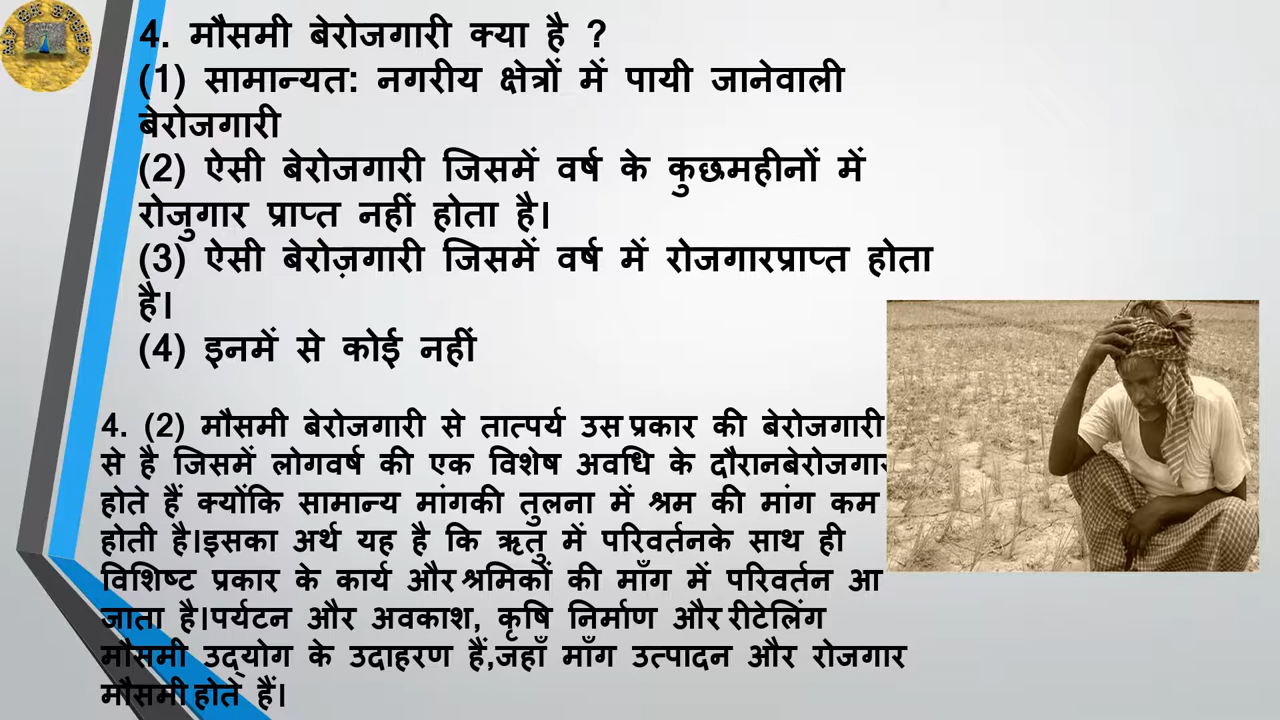 MY GK STUDY
4. मौसमी बेरोजगारी क्या है ?
(1) सामान्यत: नगरीय क्षेत्रों में पायी जानेवाली
बेरोजगारी
(2) ऐसी बेरोजगारी जिसमें वर्ष के कुछमहीनों में
रोजुगार प्राप्त नहीं होता है।
(3) ऐसी बेरोज़गारी जिसमें वर्ष में रोजगारप्राप्त होता
है।
(4) इनमें से कोई नहीं
4. (2) मौसमी बेरोजगारी से तात्पर्य उस प्रकार की बेरोजगारी
से है जिसमें लोगवर्ष की एक विशेष अवधि के दौरानबेरोजगार
होते हैं क्योंकि सामान्य मांगकी तुलना में श्रम की मांग कम
होती है।इसका अर्थ यह है कि ऋतु में परिवर्तनके साथ ही
विशिष्ट प्रकार के कार्य और श्रमिकों की माँग में परिवर्तन आ
जाता है।पर्यटन और अवकाश, कृषि निर्माण और रीटेलिंग
मौसमी उद्योग के उदाहरण हैं,जहाँ माँग उत्पादन और रोजगार
मौसमी होते हैं।